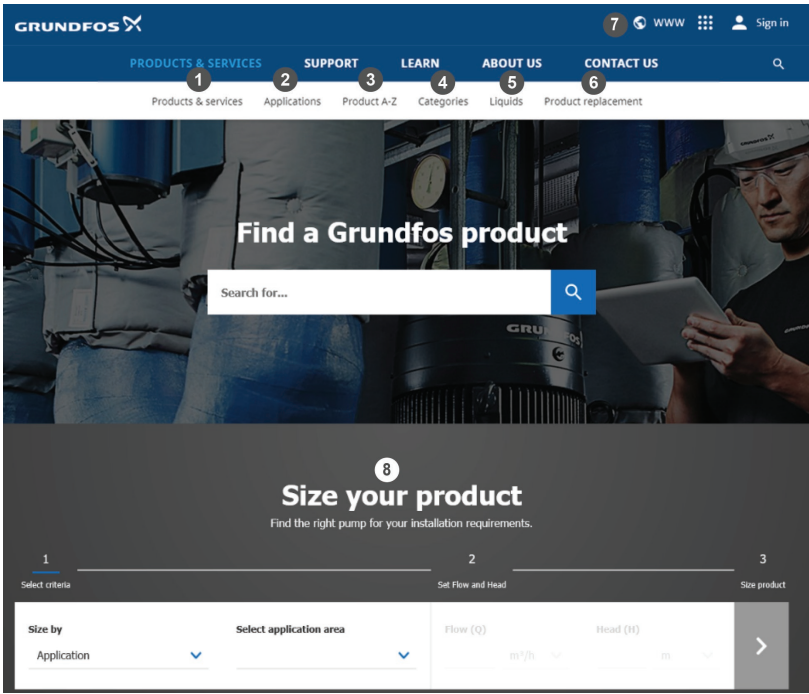 GRUNDFOS
7 WWW Sign in
PRODUCTS & SERVICES SUPPORT LEARN ABOUT US CONTACT US
1 2 3 4 5 6
Products & services Applications Product A-Z Categories Liquids Product replacement
GRUNDFOS
Find a Grundfos product
Search for...
GRUNDFOS
8
Size your product
Find the right pump for your installation requirements.
1 2 3
Select criteria Set Flow and Head Size product
Size by Select application area Flow (Q) Head (H)
Application m³/h m